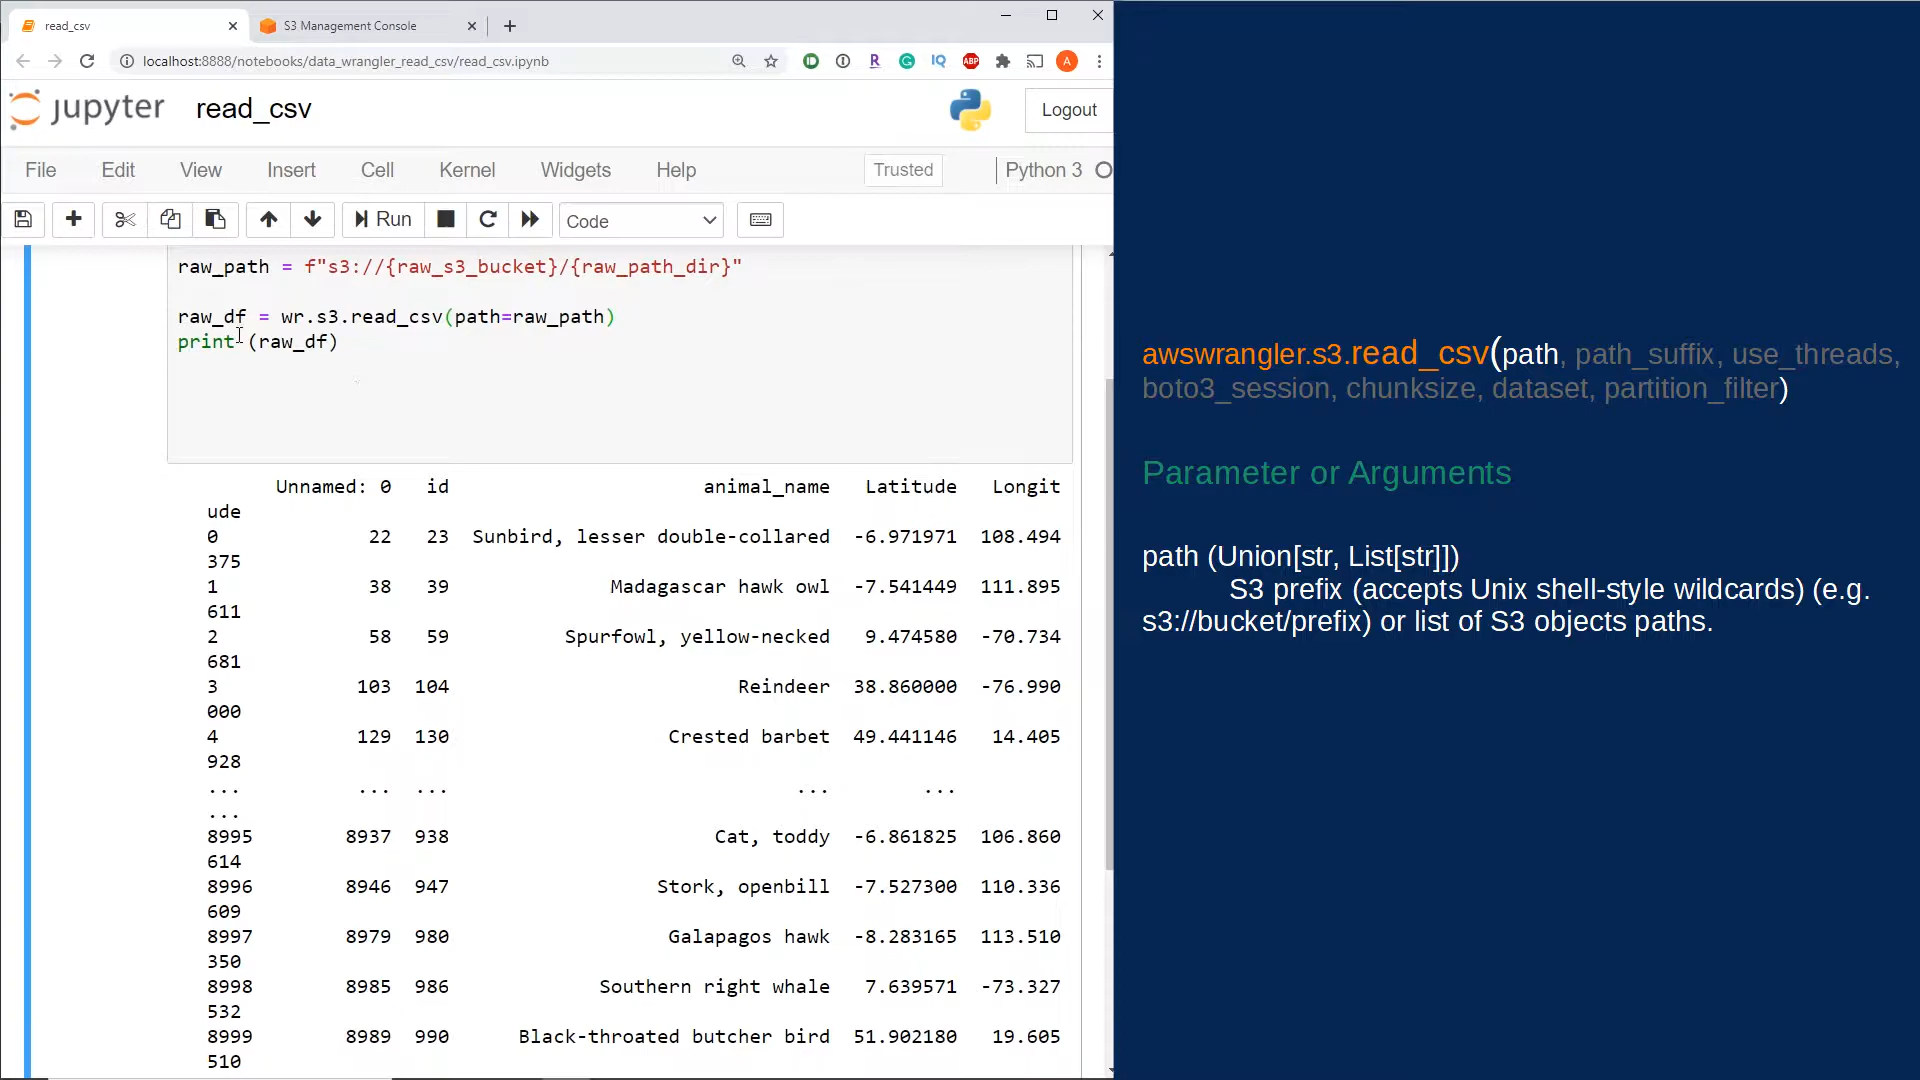 read_csv
S3 Management Console
localhost:8888/notebooks/data_wrangler_read_csv/read_csv.ipynb
R
IQ
ABP
A
jupyter read_csv
Logout
File Edit View Insert Cell Kernel Widgets Help Trusted Python 3
Run Code
raw_path = f"s3://{raw_s3_bucket}/{raw_path_dir}"
raw_df = wr.s3.read_csv(path=raw_path)
print (raw_df)
Unnamed: 0 id animal_name Latitude Longit
ude
0 22 23 Sunbird, lesser double-collared -6.971971 108.494
375
1 38 39 Madagascar hawk owl -7.541449 111.895
611
2 58 59 Spurfowl, yellow-necked 9.474580 -70.734
681
3 103 104 Reindeer 38.860000 -76.990
000
4 129 130 Crested barbet 49.441146 14.405
928
... ... ... ... ...
...
8995 8937 938 Cat, toddy -6.861825 106.860
614
8996 8946 947 Stork, openbill -7.527300 110.336
609
8997 8979 980 Galapagos hawk -8.283165 113.510
350
8998 8985 986 Southern right whale 7.639571 -73.327
532
8999 8989 990 Black-throated butcher bird 51.902180 19.605
510
awswrangler.s3.read_csv(path, path_suffix, use_threads,
boto3_session, chunksize, dataset, partition_filter)
Parameter or Arguments
path (Union[str, List[str]])
S3 prefix (accepts Unix shell-style wildcards) (e.g.
s3://bucket/prefix) or list of S3 objects paths.